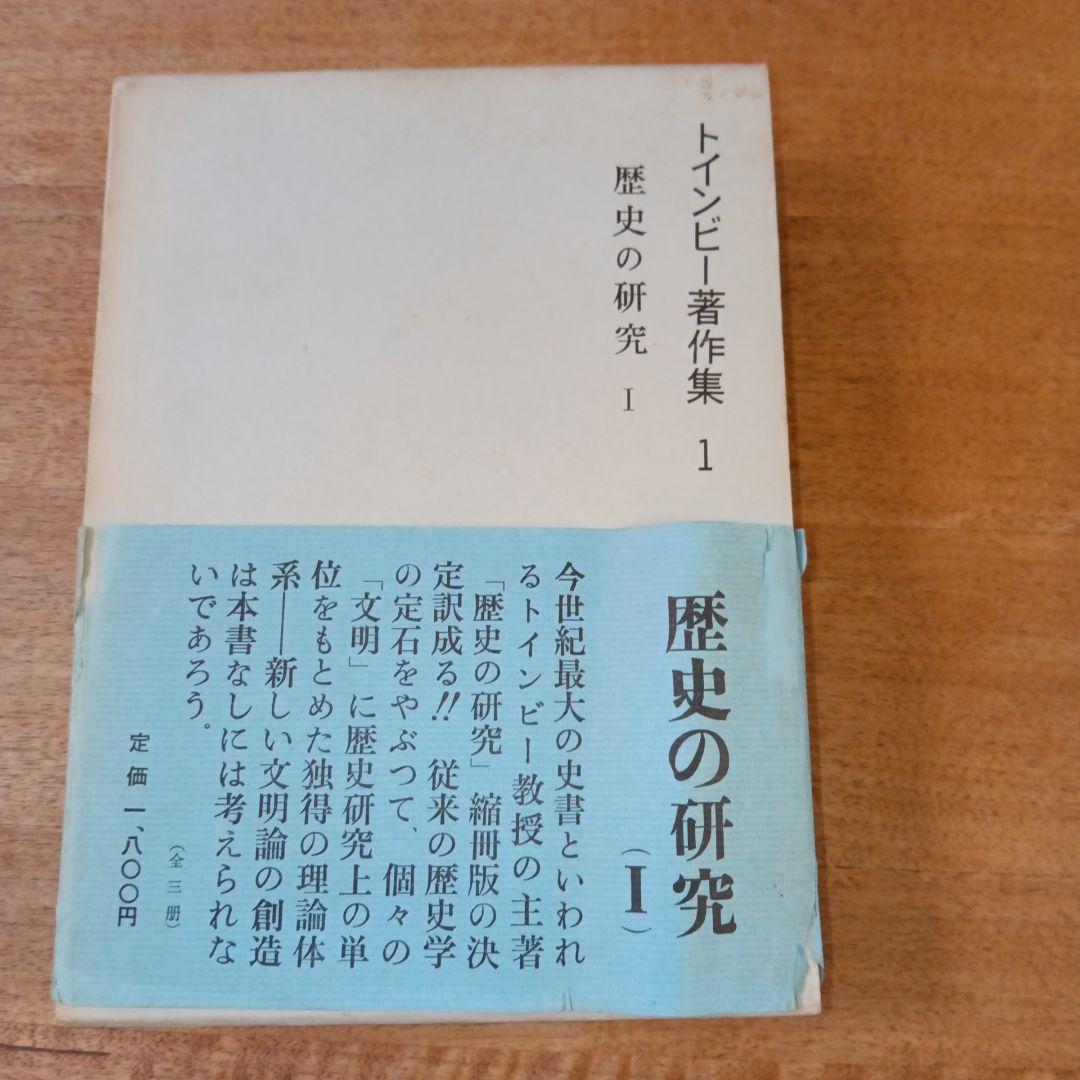 トインビー著作集 1
歴史の研究 I
歴史の研究
(I)
今世紀最大の史書といわれ
るトインビー教授の主著
「歴史の研究」縮冊版の決
定訳成る!! 従来の歴史学
の定石をやぶつて、個々の
「文明」に歴史研究上の単
位をもとめた独得の理論体
系――新しい文明論の創造
は本書なしには考えられな
いであろう。
(全三册)
定価 一、八〇〇円